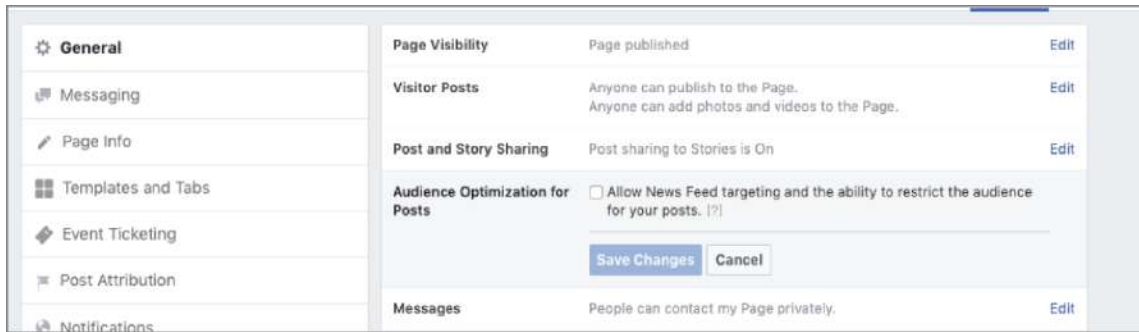 General
Messaging
Page Info
Templates and Tabs
Event Ticketing
Post Attribution
Notifications
Page Visibility Page published Edit
Visitor Posts Anyone can publish to the Page. Edit
Anyone can add photos and videos to the Page.
Post and Story Sharing Post sharing to Stories is On Edit
Audience Optimization for Allow News Feed targeting and the ability to restrict the audience
Posts for your posts. [?]
Save Changes Cancel
Messages People can contact my Page privately. Edit